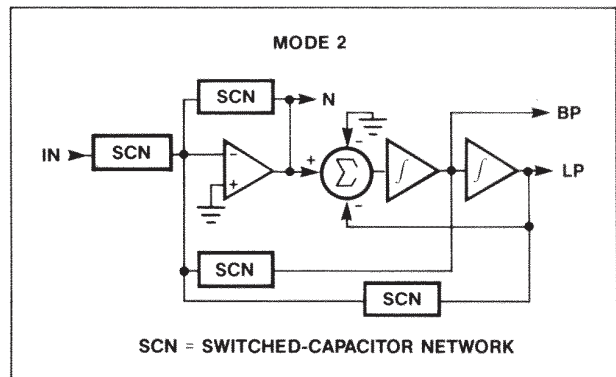 MODE 2
SCN
N
BP
IN
SCN
-
+
+
-
Σ
-
∫
∫
LP
SCN
SCN
SCN = SWITCHED-CAPACITOR NETWORK